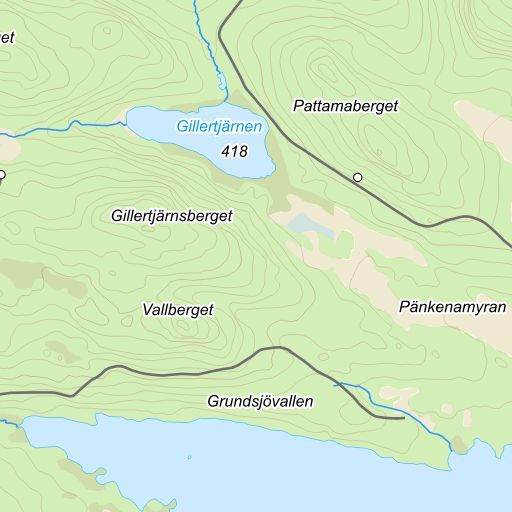 Pattamaberget
Gillertjärnen
418
Gillertjärnsberget
Vallberget
Pänkenamyran
Grundsjövallen